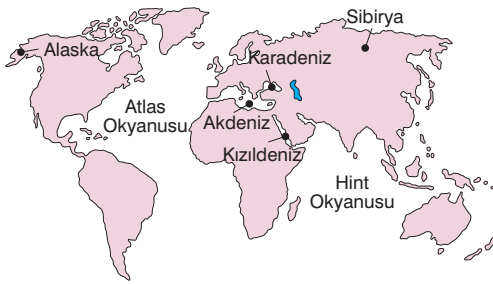 Sibirya
Alaska
Karadeniz
Atlas
Okyanusu
Akdeniz
Kızıldeniz
Hint
Okyanusu